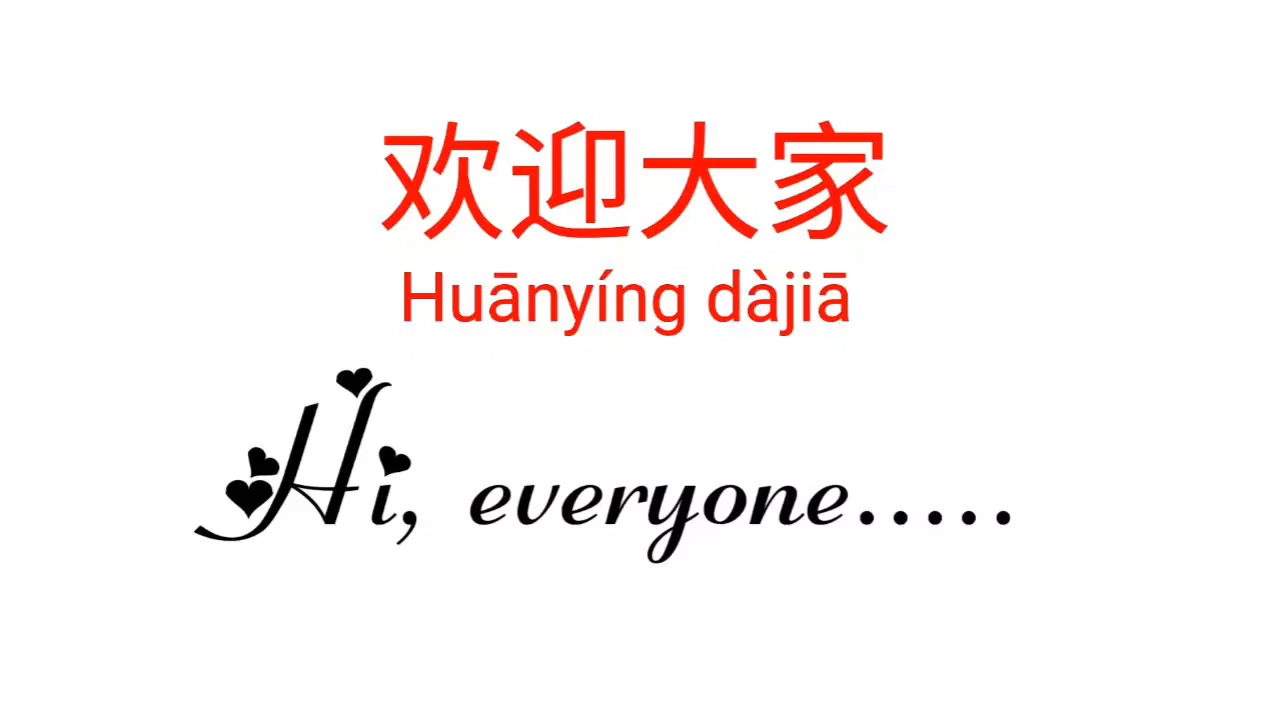 欢迎大家
Huānyíng dàjiā
Hi, everyone.....